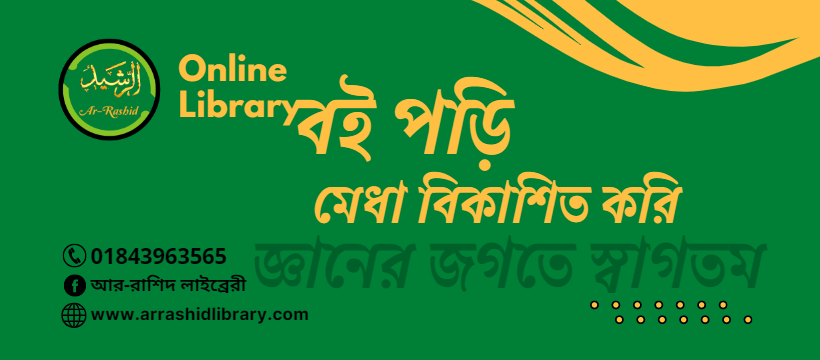 الرشيد
Ar-Rashid
Online
Library
বই পড়ি
মেধা বিকাশিত করি
জ্ঞানের জগতে স্বাগতম
01843963565
আর-রাশিদ লাইব্রেরী
www.arrashidlibrary.com